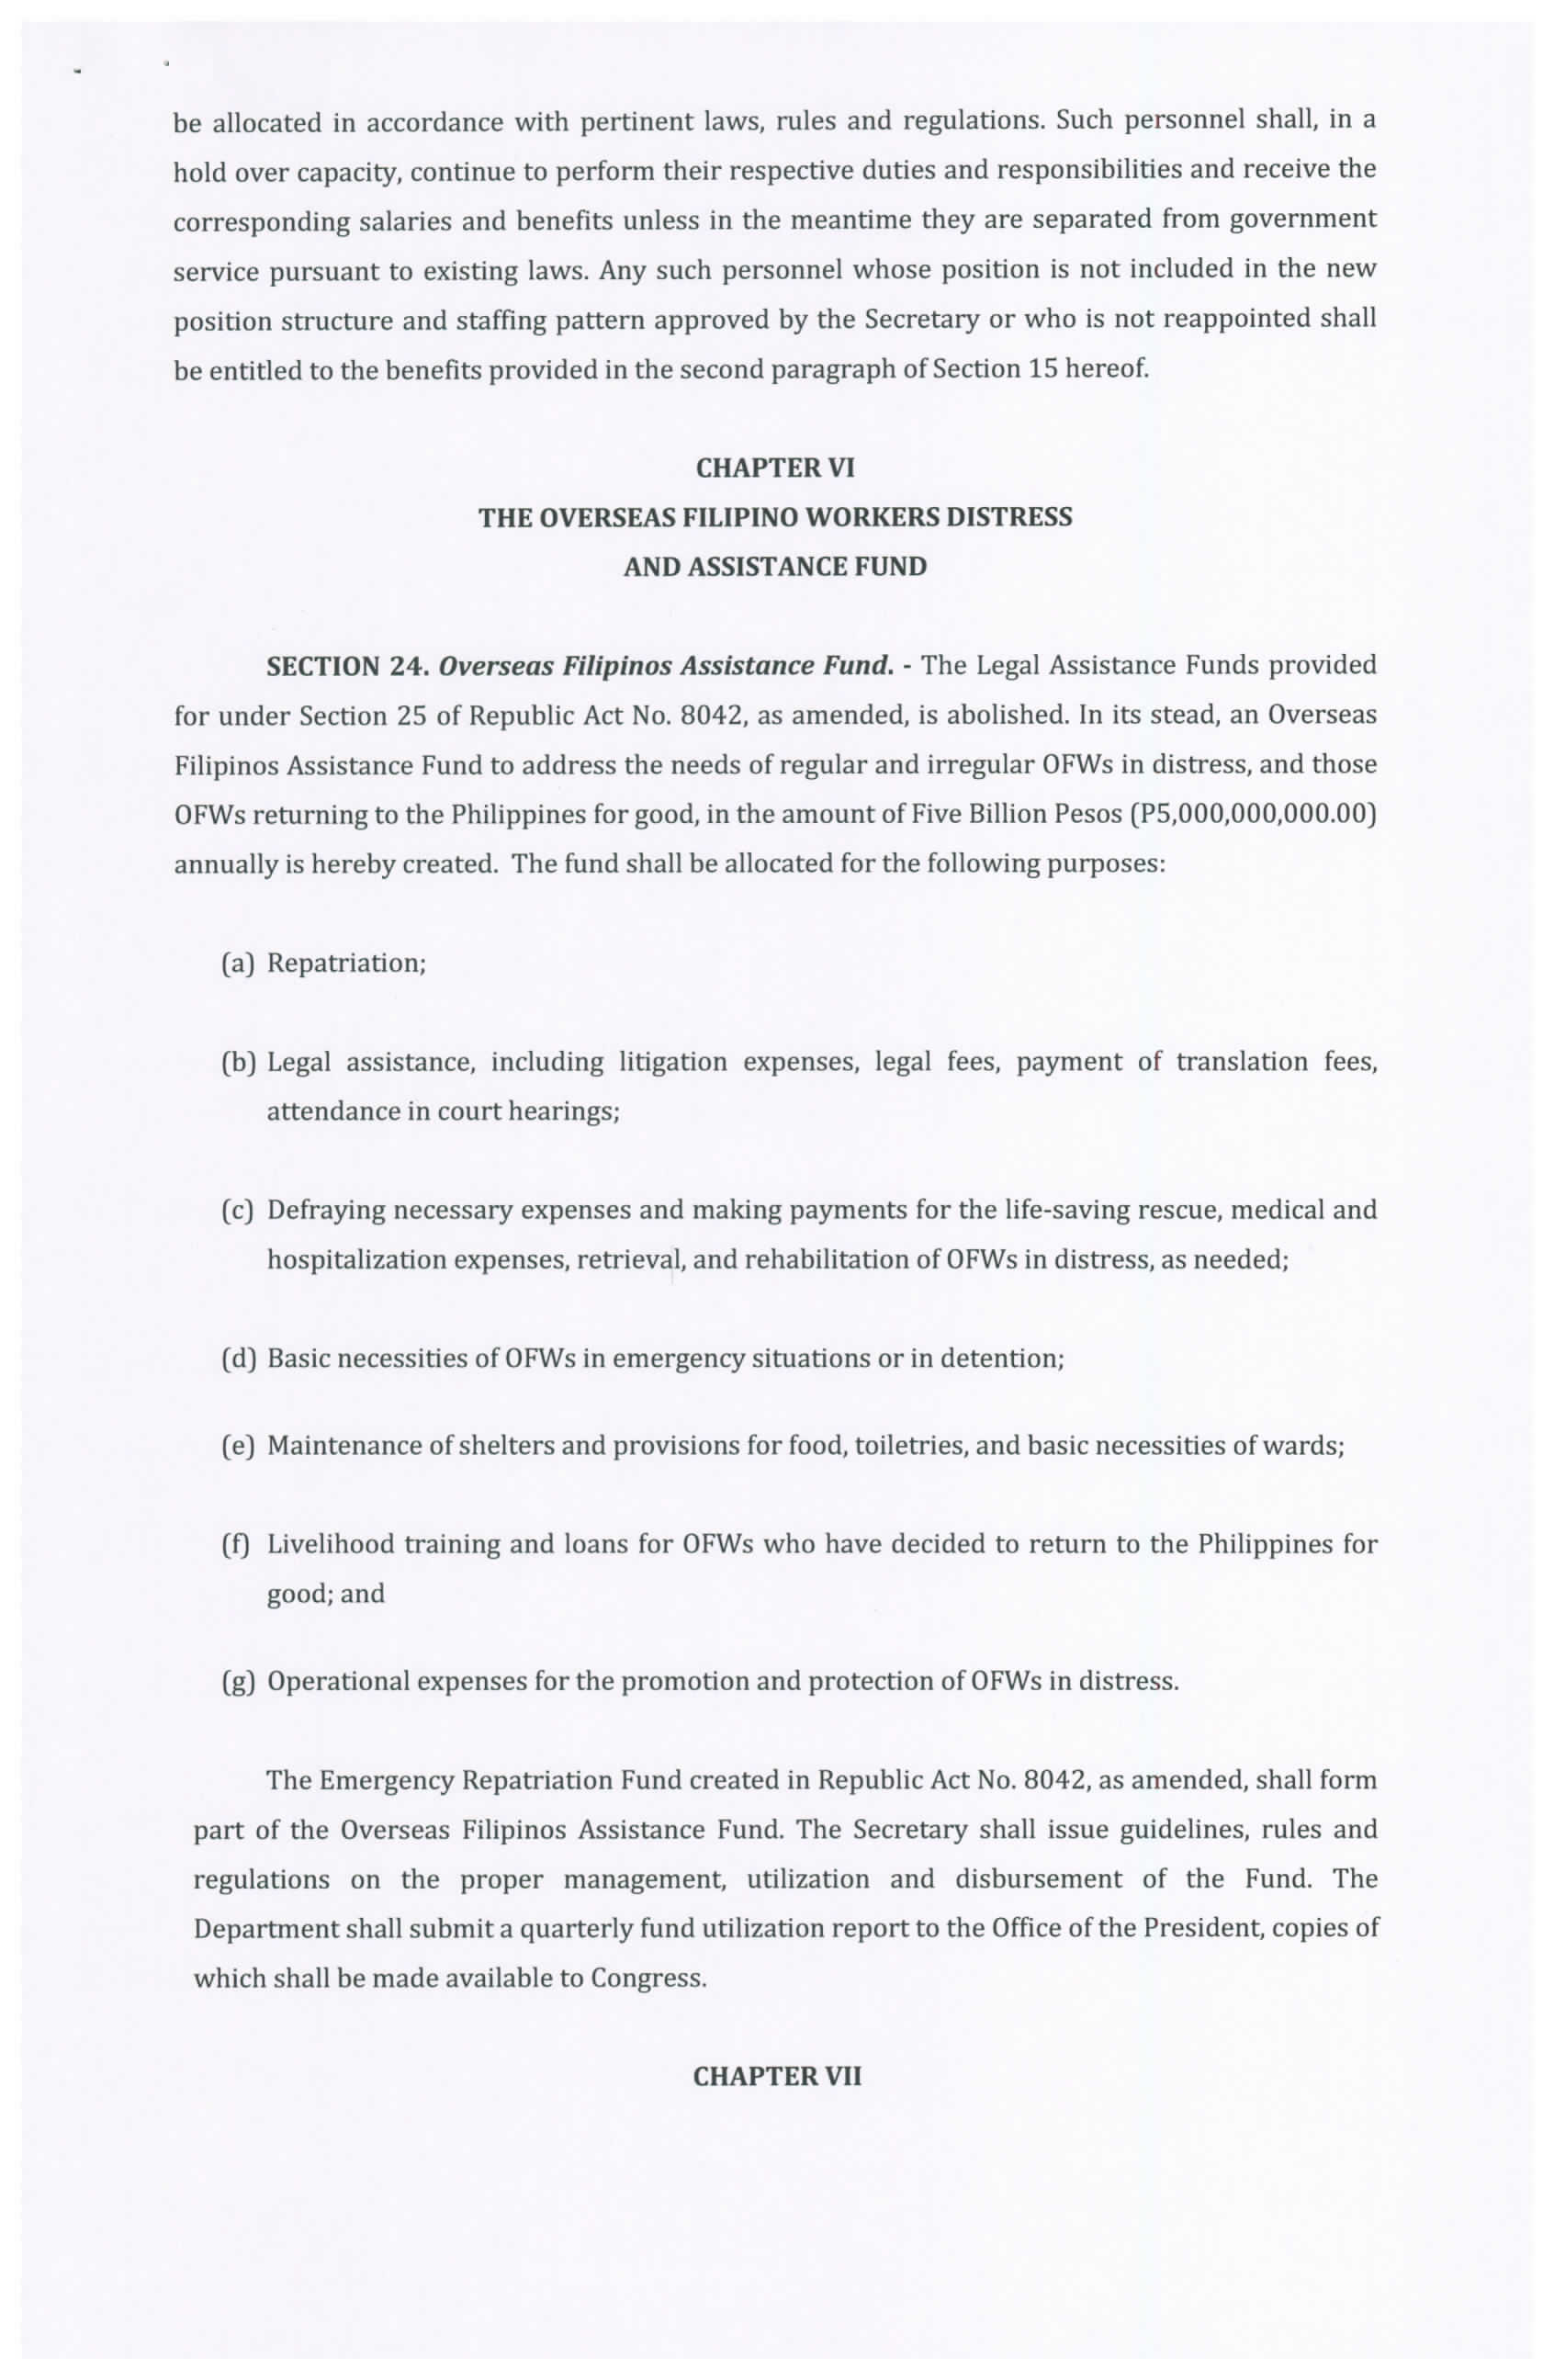 be allocated in accordance with pertinent laws, rules and regulations. Such personnel shall, in a
hold over capacity, continue to perform their respective duties and responsibilities and receive the
corresponding salaries and benefits unless in the meantime they are separated from government
service pursuant to existing laws. Any such personnel whose position is not included in the new
position structure and staffing pattern approved by the Secretary or who is not reappointed shall
be entitled to the benefits provided in the second paragraph of Section 15 hereof.
CHAPTER VI
THE OVERSEAS FILIPINO WORKERS DISTRESS
AND ASSISTANCE FUND
SECTION 24. Overseas Filipinos Assistance Fund. - The Legal Assistance Funds provided
for under Section 25 of Republic Act No. 8042, as amended, is abolished. In its stead, an Overseas
Filipinos Assistance Fund to address the needs of regular and irregular OFWs in distress, and those
OFWs returning to the Philippines for good, in the amount of Five Billion Pesos (P5,000,000,000.00)
annually is hereby created. The fund shall be allocated for the following purposes:
(a) Repatriation;
(b) Legal assistance, including litigation expenses, legal fees, payment of translation fees,
attendance in court hearings;
(c) Defraying necessary expenses and making payments for the life-saving rescue, medical and
hospitalization expenses, retrieval, and rehabilitation of OFWs in distress, as needed;
(d) Basic necessities of OFWs in emergency situations or in detention;
(e) Maintenance of shelters and provisions for food, toiletries, and basic necessities of wards;
(f) Livelihood training and loans for OFWs who have decided to return to the Philippines for
good; and
(g) Operational expenses for the promotion and protection of OFWs in distress.
The Emergency Repatriation Fund created in Republic Act No. 8042, as amended, shall form
part of the Overseas Filipinos Assistance Fund. The Secretary shall issue guidelines, rules and
regulations on the proper management, utilization and disbursement of the Fund. The
Department shall submit a quarterly fund utilization report to the Office of the President, copies of
which shall be made available to Congress.
CHAPTER VII